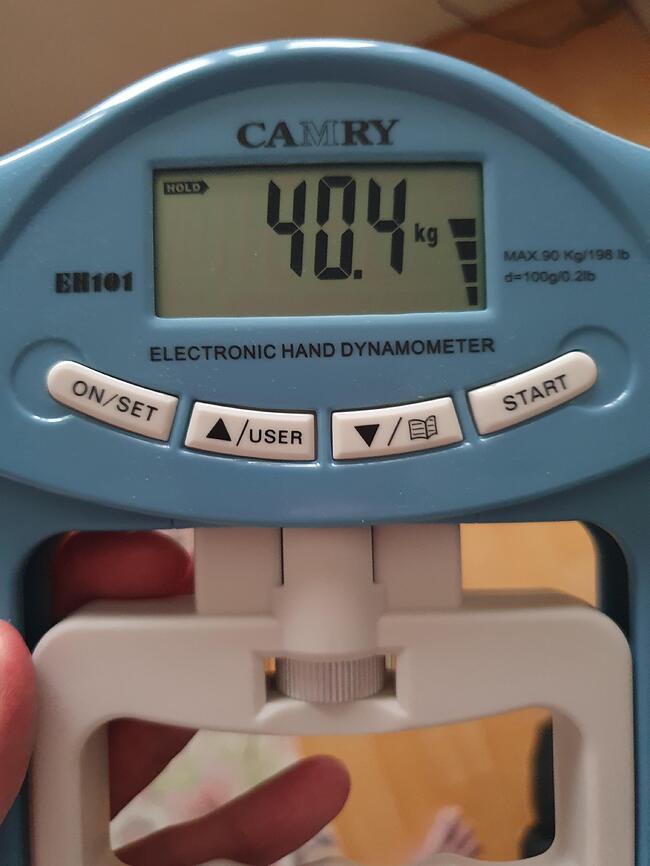 CAMRY
HOLD
40.4 kg
EH101
MAX.90 Kg/198 lb
d=100g/0.2lb
ELECTRONIC HAND DYNAMOMETER
ON/SET
▲/USER
▼/
START